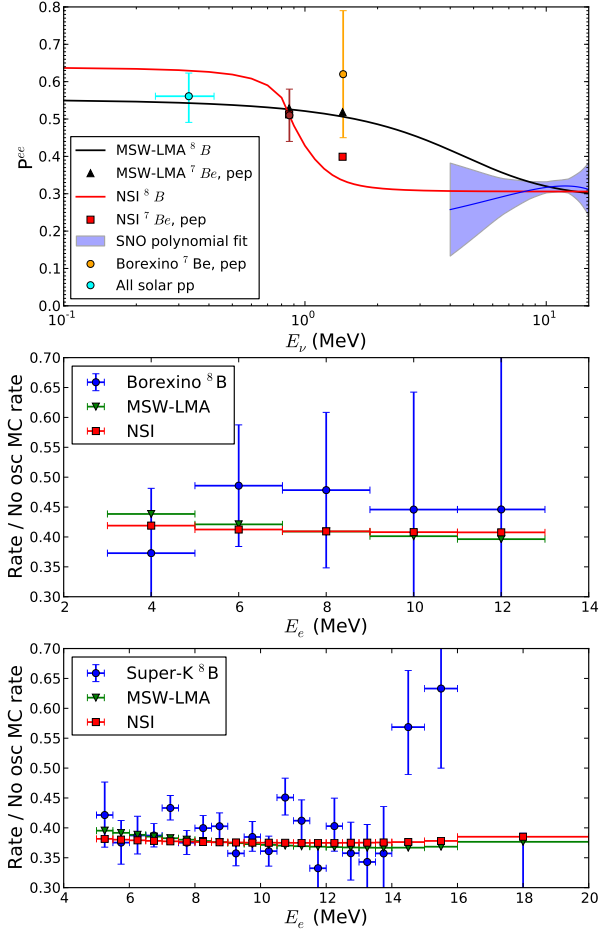 0.8
0.7
0.6
0.5
0.4
0.3
0.2
0.1
0.0
P^{ee}
MSW-LMA ^8 B
MSW-LMA ^7 Be, pep
NSI ^8 B
NSI ^7 Be, pep
SNO polynomial fit
Borexino ^7 Be, pep
All solar pp
10^{-1} 10^0 10^1
E_ν (MeV)
0.70
0.65
0.60
0.55
0.50
0.45
0.40
0.35
0.30
Rate / No osc MC rate
Borexino ^8B
MSW-LMA
NSI
2 4 6 8 10 12 14
E_e (MeV)
0.70
0.65
0.60
0.55
0.50
0.45
0.40
0.35
0.30
Rate / No osc MC rate
Super-K ^8B
MSW-LMA
NSI
4 6 8 10 12 14 16 18 20
E_e (MeV)